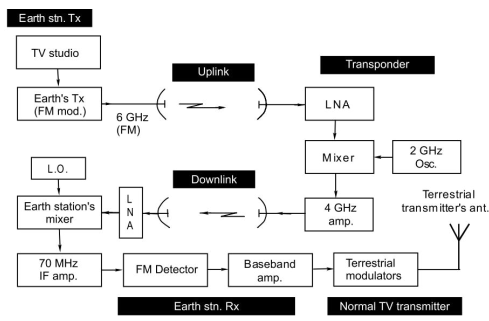 Earth stn. Tx
TV studio
Uplink
Transponder
Earth's Tx
(FM mod.)
6 GHz
(FM)
LNA
Mixer
2 GHz
Osc.
L.O.
Downlink
Terrestrial
transmitter's ant.
Earth station's
mixer
L
N
A
4 GHz
amp.
70 MHz
IF amp.
FM Detector
Baseband
amp.
Terrestrial
modulators
Earth stn. Rx
Normal TV transmitter